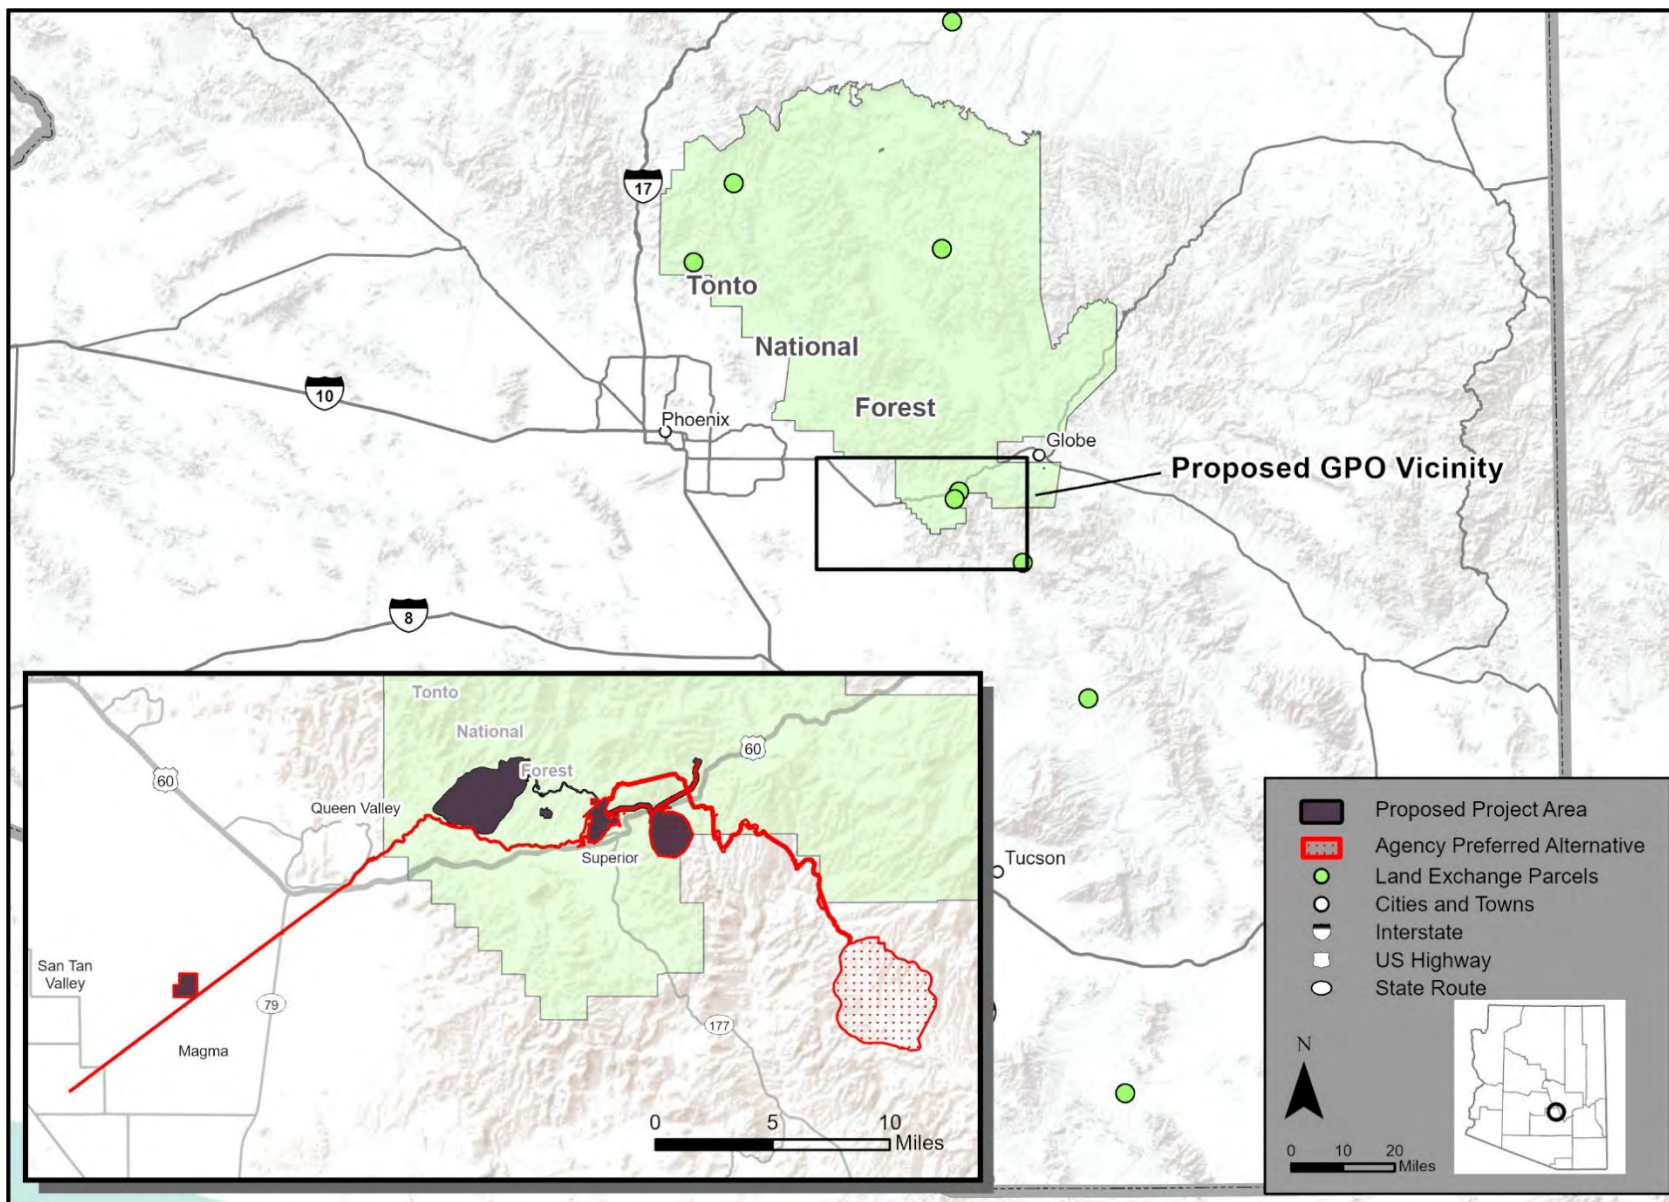 17
Tonto
National
10
Forest
Phoenix
Globe
Proposed GPO Vicinity
8
Tonto
National
60
60
Forest
Queen Valley
Superior
San Tan
Valley
79
177
Magma
0 5 10
Miles
Tucson
Proposed Project Area
Agency Preferred Alternative
Land Exchange Parcels
Cities and Towns
Interstate
US Highway
State Route
N
0 10 20
Miles